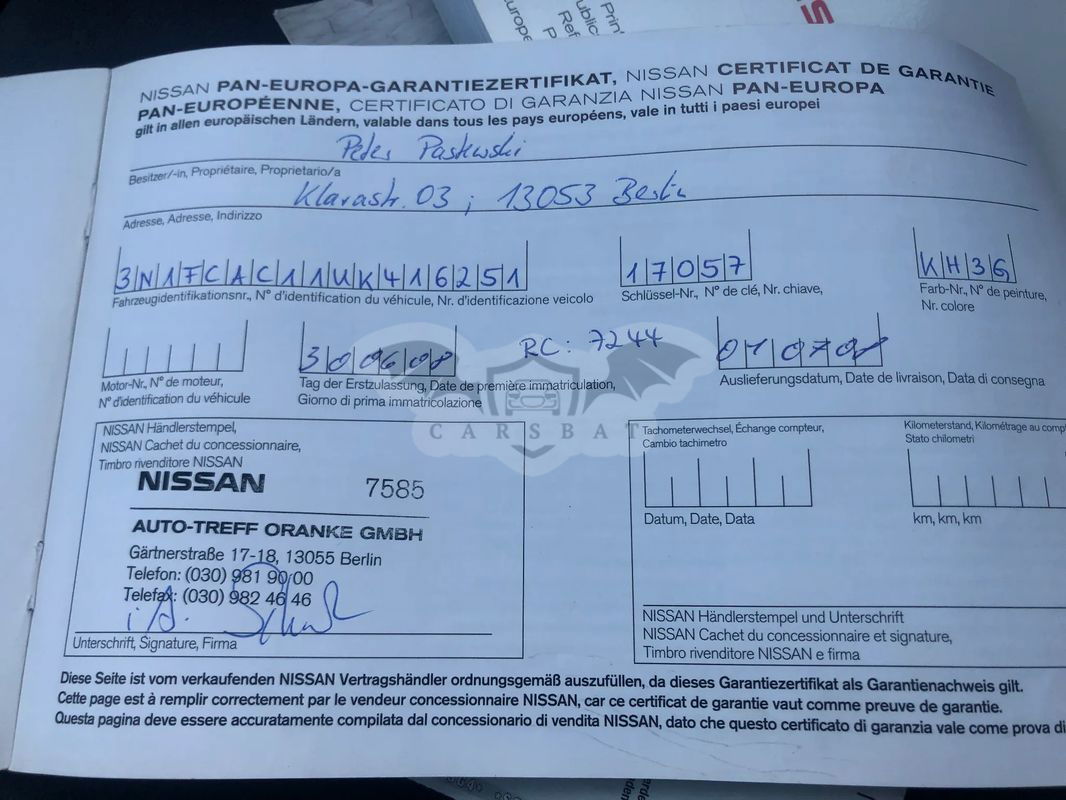 NISSAN PAN-EUROPA-GARANTIEZERTIFIKAT, NISSAN CERTIFICAT DE GARANTIE
PAN-EUROPÉENNE, CERTIFICATO DI GARANZIA NISSAN PAN-EUROPA
gilt in allen europäischen Ländern, valable dans tous les pays européens, vale in tutti i paesi europei
Peter
Besitzer/-in, Propriétaire, Proprietario/a
Klarastr. 03 ; 13053 Berlin
Adresse, Adresse, Indirizzo
3N1FCAC11UK416251
17057
KH36
Fahrzeugidentifikationsnr., N° d'identification du véhicule, Nr. d'identificazione veicolo
Schlüssel-Nr., N° de clé, Nr. chiave,
Farb-Nr., N° de peinture,
Nr. colore
300608
RC: 7244
010708
Motor-Nr., N° de moteur,
N° d'identification du véhicule
Tag der Erstzulassung, Date de première immatriculation,
Giorno di prima immatricolazione
Auslieferungsdatum, Date de livraison, Data di consegna
CARSBAT
NISSAN Händlerstempel,
NISSAN Cachet du concessionnaire,
Timbro rivenditore NISSAN
NISSAN 7585
AUTO-TREFF ORANKE GMBH
Gärtnerstraße 17-18, 13055 Berlin
Telefon: (030) 981 90 00
Telefax: (030) 982 46 46
i.A.
Unterschrift, Signature, Firma
Tachometerwechsel, Échange compteur,
Cambio tachimetro
Kilometerstand, Kilométrage au comp
Stato chilometri
Datum, Date, Data
km, km, km
NISSAN Händlerstempel und Unterschrift
NISSAN Cachet du concessionnaire et signature,
Timbro rivenditore NISSAN e firma
Diese Seite ist vom verkaufenden NISSAN Vertragshändler ordnungsgemäß auszufüllen, da dieses Garantiezertifikat als Garantienachweis gilt.
Cette page est à remplir correctement par le vendeur concessionnaire NISSAN, car ce certificat de garantie vaut comme preuve de garantie.
Questa pagina deve essere accuratamente compilata dal concessionario di vendita NISSAN, dato che questo certificato di garanzia vale come prova di